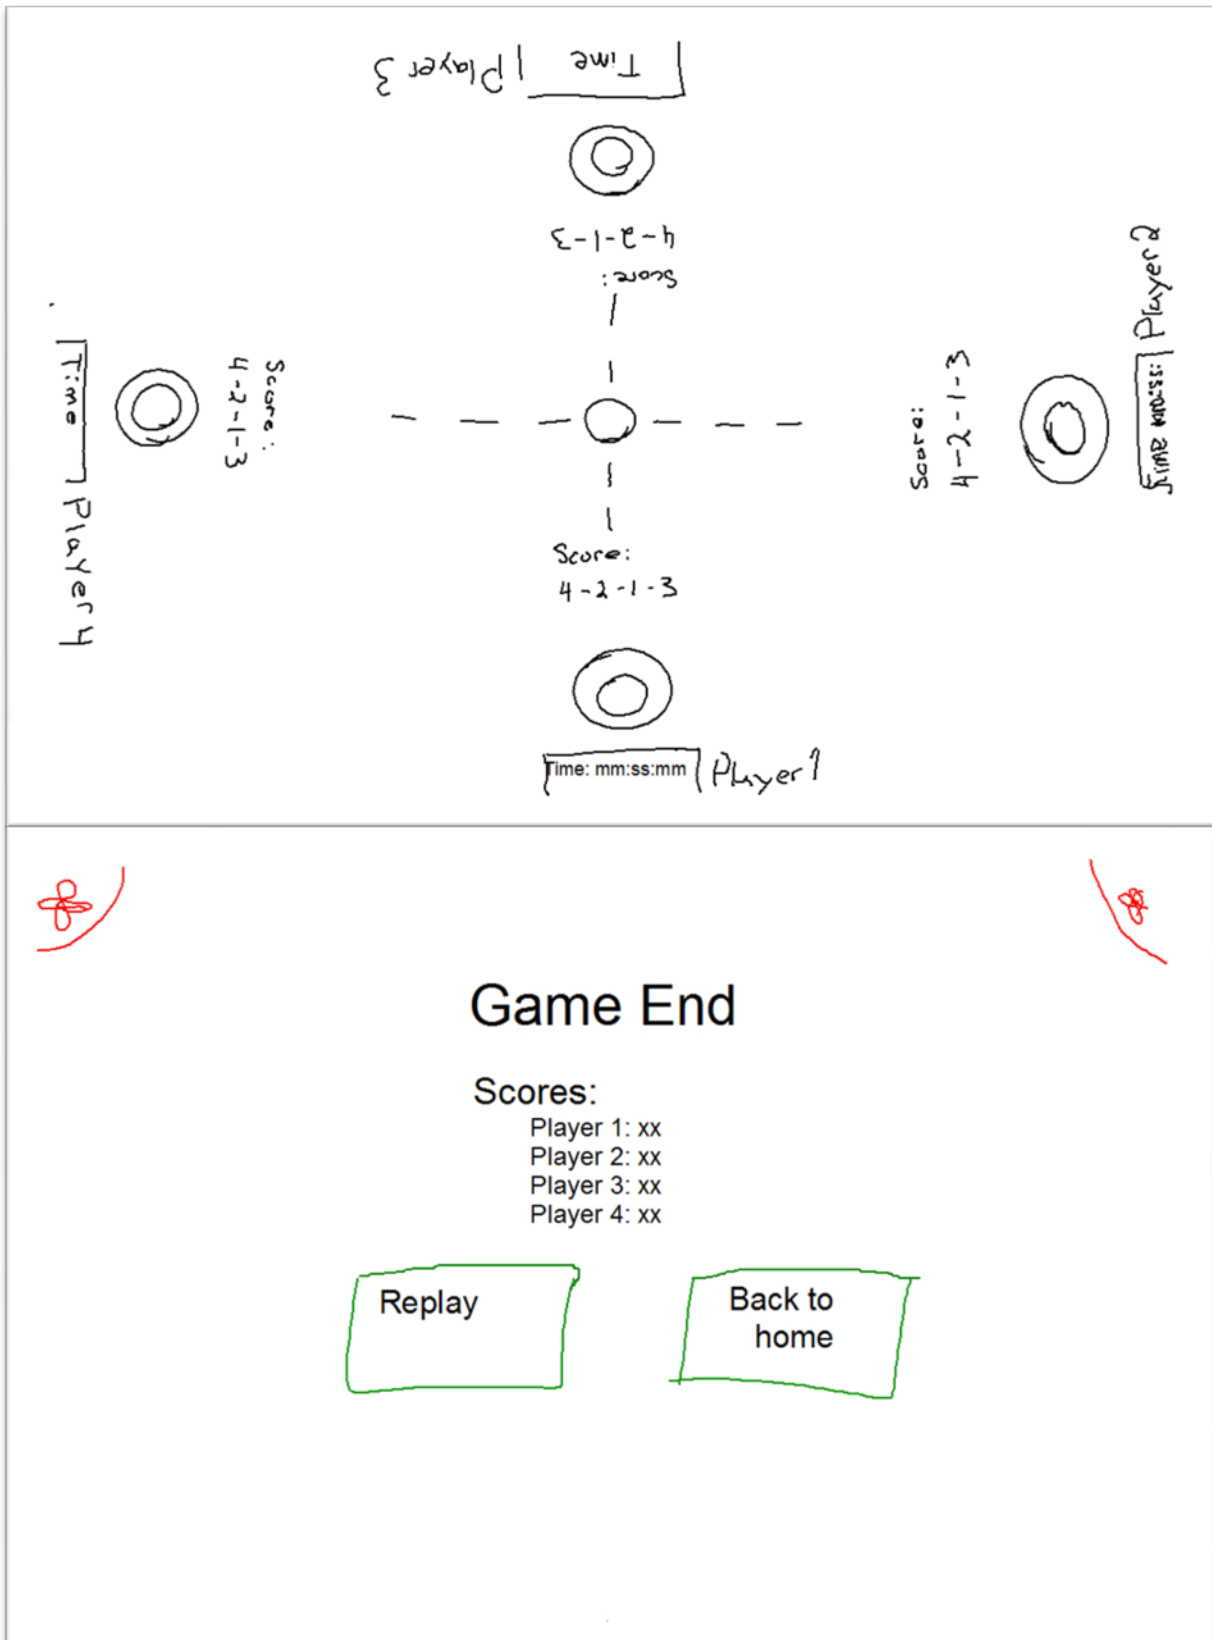 Time
Player 3
4-2-1-3
Score:
Player 2
Time mm:ss:
Score:
4-2-1-3
Time
Player 4
Score:
4-2-1-3
Score:
4-2-1-3
Time: mm:ss:mm
Player 1
Game End
Scores:
Player 1: xx
Player 2: xx
Player 3: xx
Player 4: xx
Replay
Back to
home